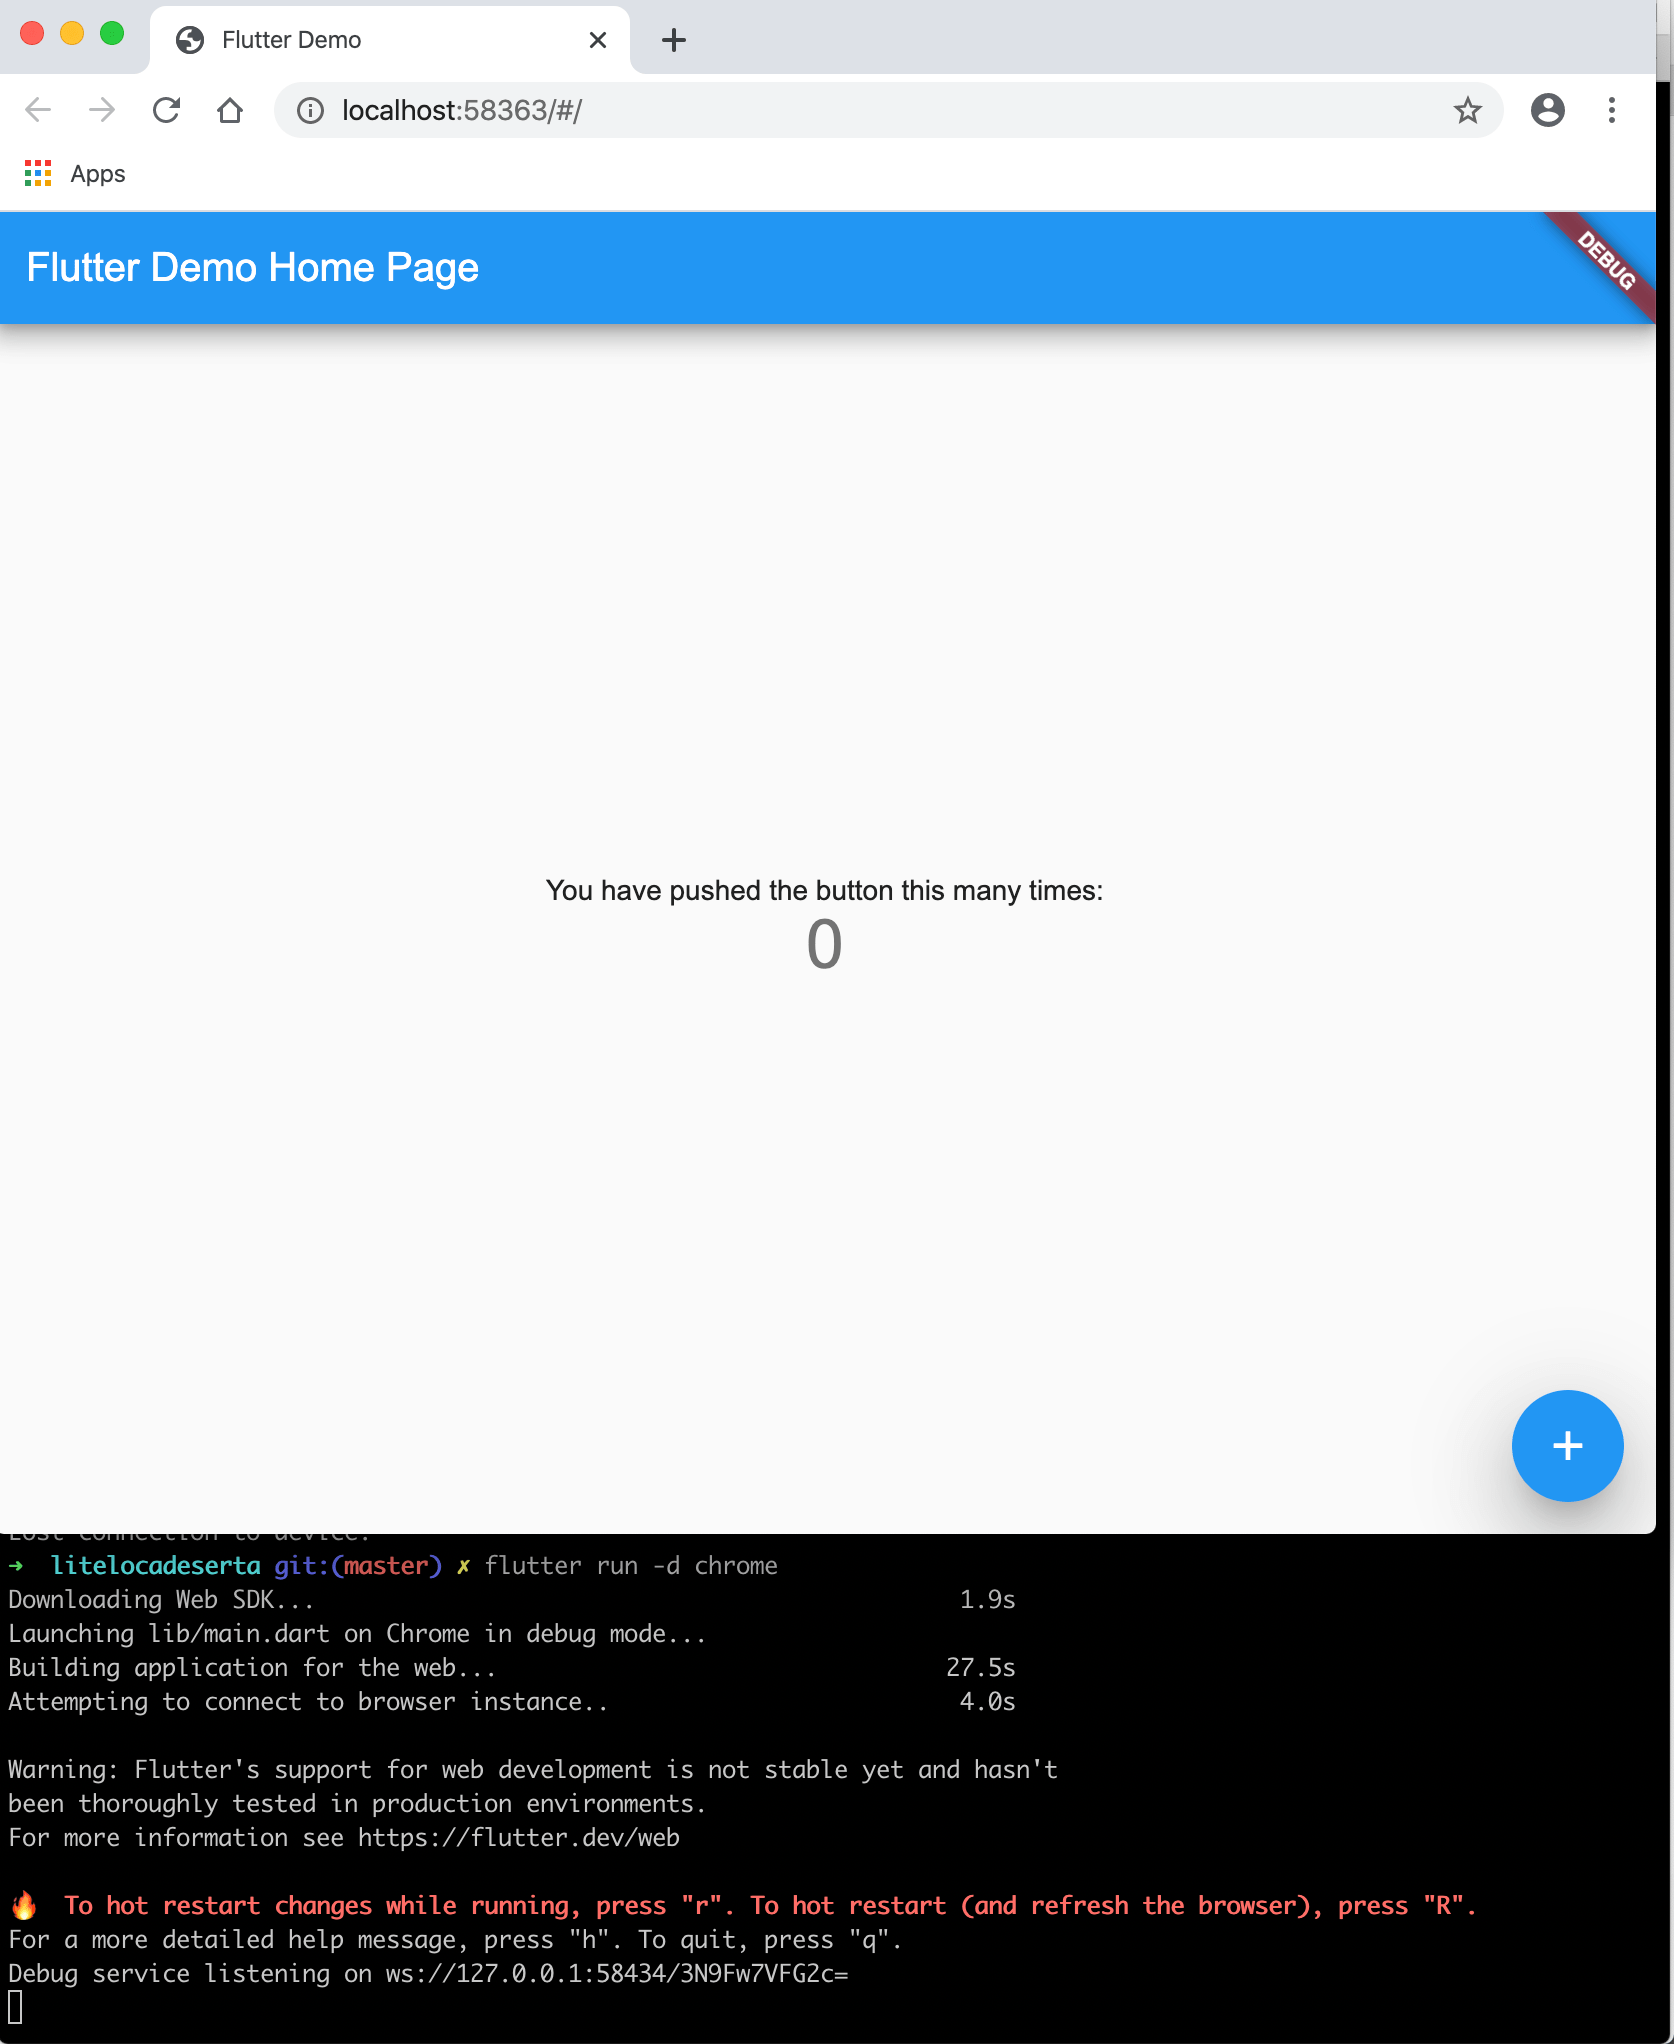 Flutter Demo
localhost:58363/#/
Apps
Flutter Demo Home Page
DEBUG
You have pushed the button this many times:
0
+
Lost connection to device.
➜ litelocadeserta git:(master) ✗ flutter run -d chrome
Downloading Web SDK... 1.9s
Launching lib/main.dart on Chrome in debug mode...
Building application for the web... 27.5s
Attempting to connect to browser instance.. 4.0s
Warning: Flutter's support for web development is not stable yet and hasn't
been thoroughly tested in production environments.
For more information see https://flutter.dev/web
🔥 To hot restart changes while running, press "r". To hot restart (and refresh the browser), press "R".
For a more detailed help message, press "h". To quit, press "q".
Debug service listening on ws://127.0.0.1:58434/3N9Fw7VFG2c=